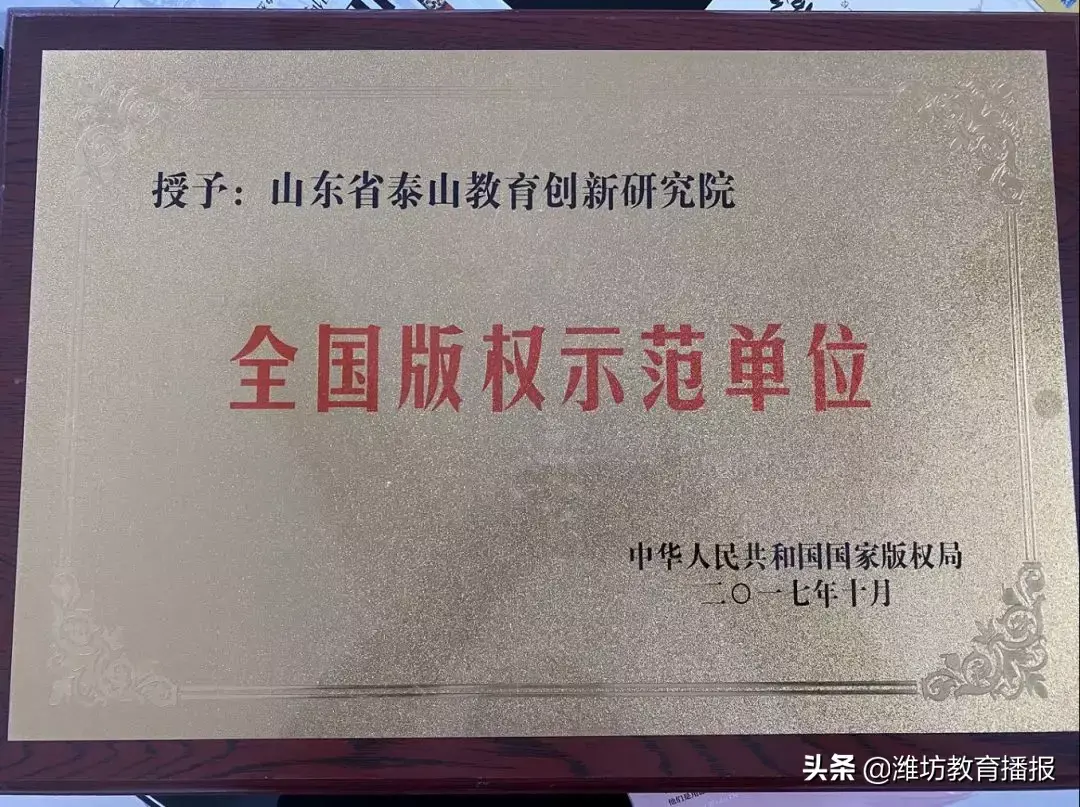 授予：山东省泰山教育创新研究院
全国版权示范单位
中华人民共和国国家版权局
二〇一七年十月
头条 @潍坊教育播报